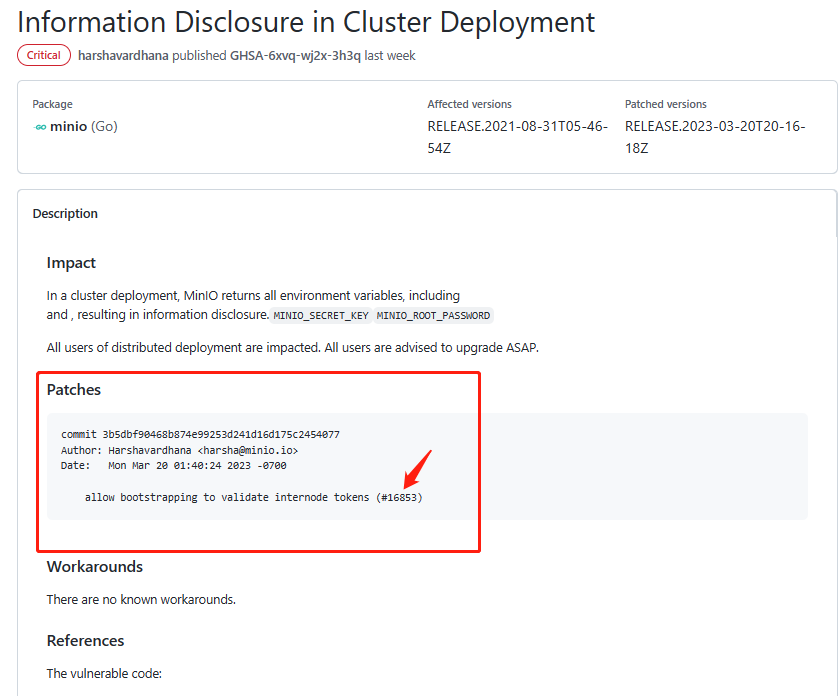 Information Disclosure in Cluster Deployment
Critical harshavardhana published GHSA-6xvq-wj2x-3h3q last week
Package
Affected versions
Patched versions
GO minio (Go)
RELEASE.2021-08-31T05-46-
54Z
RELEASE.2023-03-20T20-16-
18Z
Description
Impact
In a cluster deployment, MinIO returns all environment variables, including
and , resulting in information disclosure. MINIO_SECRET_KEY MINIO_ROOT_PASSWORD
All users of distributed deployment are impacted. All users are advised to upgrade ASAP.
Patches
commit 3b5dbf90468b874e99253d241d16d175c2454077
Author: Harshavardhana <harsha@minio.io>
Date: Mon Mar 20 01:40:24 2023 -0700
allow bootstrapping to validate internode tokens (#16853)
Workarounds
There are no known workarounds.
References
The vulnerable code: